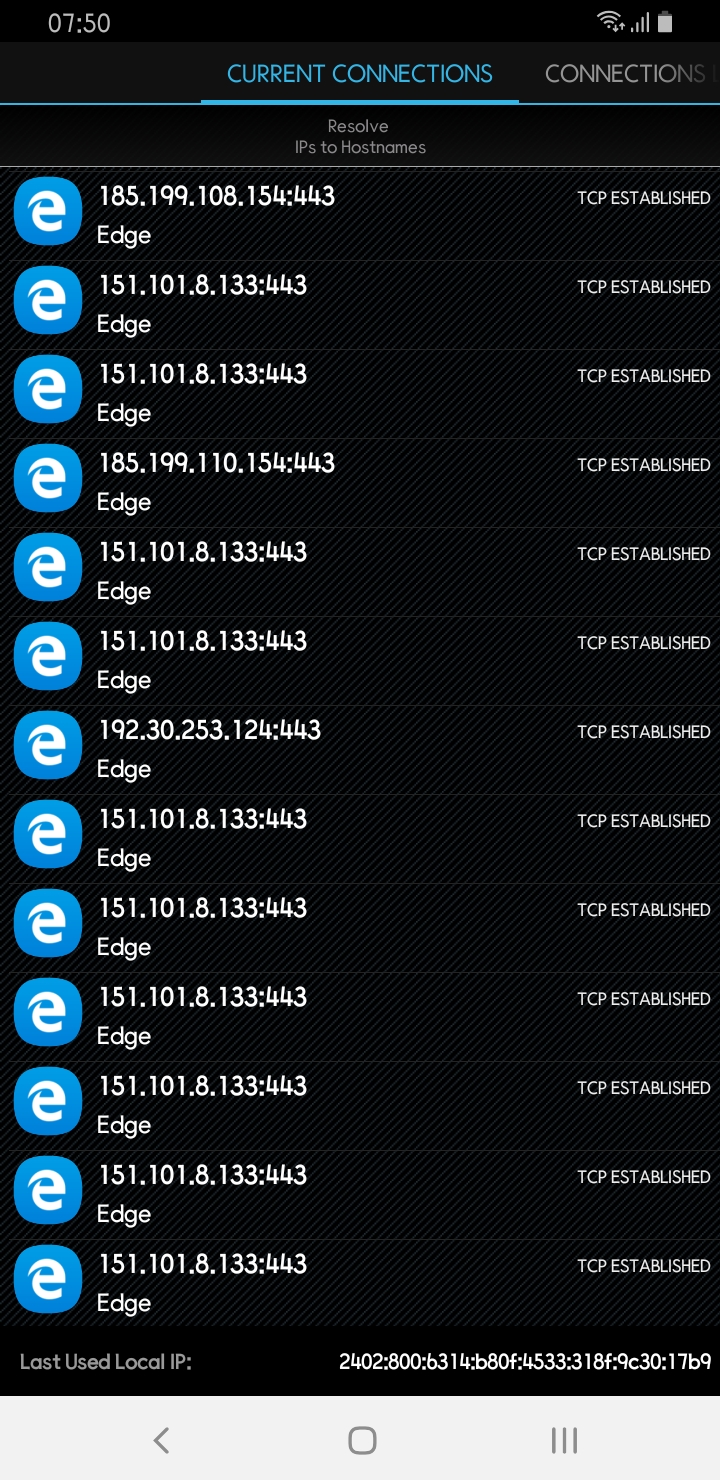 07:50
CURRENT CONNECTIONS
CONNECTIONS
Resolve
IPs to Hostnames
185.199.108.154:443
TCP ESTABLISHED
Edge
151.101.8.133:443
TCP ESTABLISHED
Edge
151.101.8.133:443
TCP ESTABLISHED
Edge
185.199.110.154:443
TCP ESTABLISHED
Edge
151.101.8.133:443
TCP ESTABLISHED
Edge
151.101.8.133:443
TCP ESTABLISHED
Edge
192.30.253.124:443
TCP ESTABLISHED
Edge
151.101.8.133:443
TCP ESTABLISHED
Edge
151.101.8.133:443
TCP ESTABLISHED
Edge
151.101.8.133:443
TCP ESTABLISHED
Edge
151.101.8.133:443
TCP ESTABLISHED
Edge
151.101.8.133:443
TCP ESTABLISHED
Edge
151.101.8.133:443
TCP ESTABLISHED
Edge
Last Used Local IP:
2402:800:6314:b80f:4533:318f:9c30:17b9